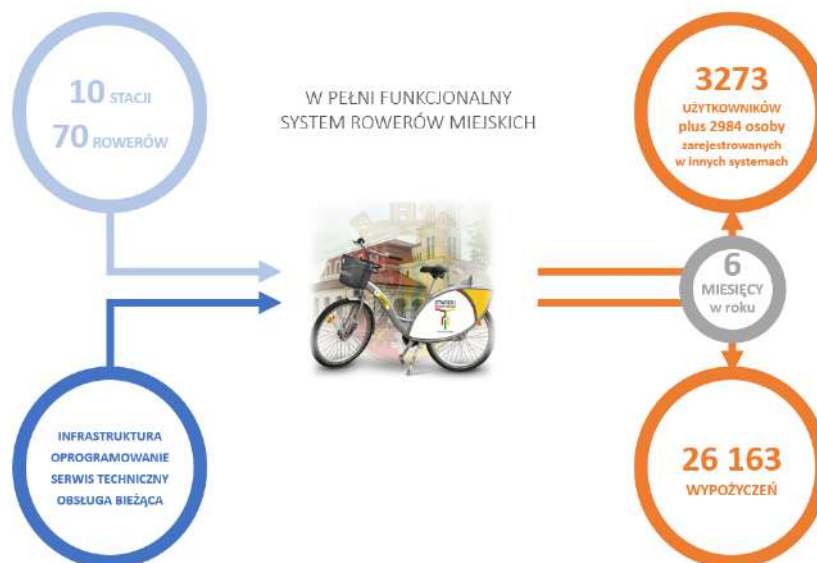 10 STACJI
70 ROWERÓW
W PEŁNI FUNKCJONALNY
SYSTEM ROWERÓW MIEJSKICH
3273
UŻYTKOWNIKÓW
plus 2984 osoby
zarejestrowanych
w innych systemach
6
MIESIĘCY
w roku
INFRASTRUKTURA
OPROGRAMOWANIE
SERWIS TECHNICZNY
OBSŁUGA BIEŻĄCA
26 163
WYPOŻYCZEŃ